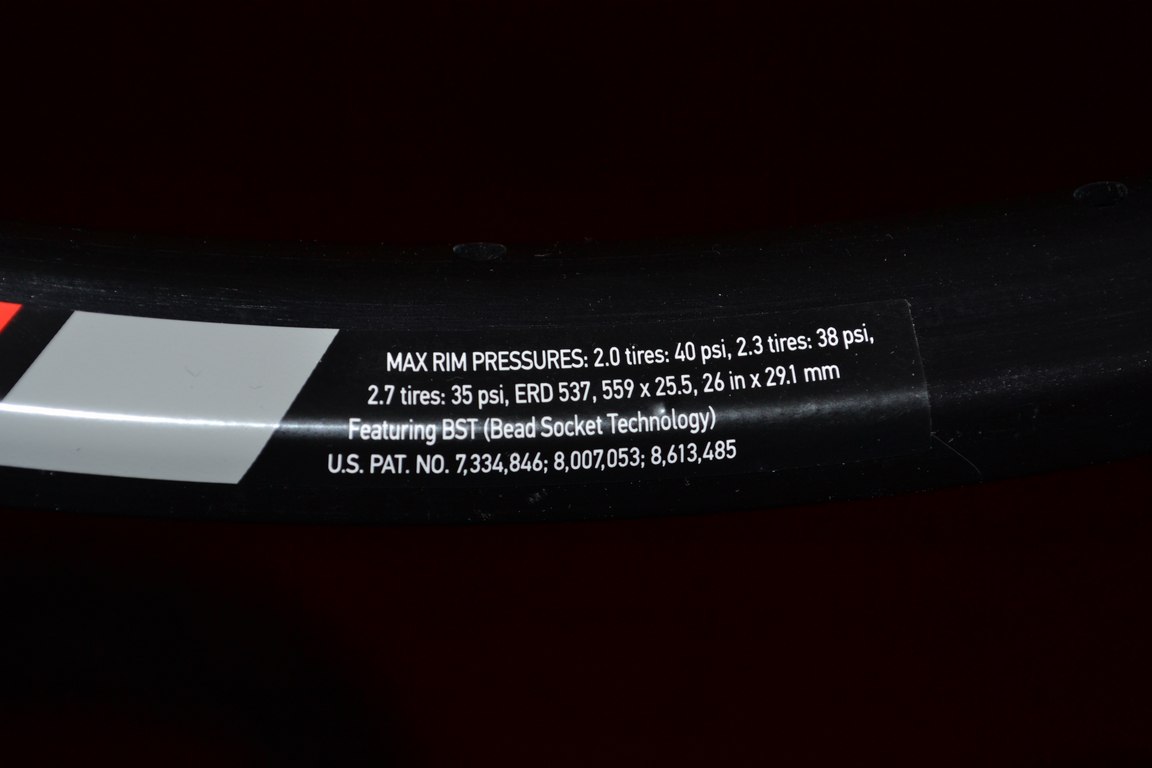 MAX RIM PRESSURES: 2.0 tires: 40 psi, 2.3 tires: 38 psi,
2.7 tires: 35 psi, ERD 537, 559 x 25.5, 26 in x 29.1 mm
Featuring BST (Bead Socket Technology)
U.S. PAT. NO. 7,334,846; 8,007,053; 8,613,485